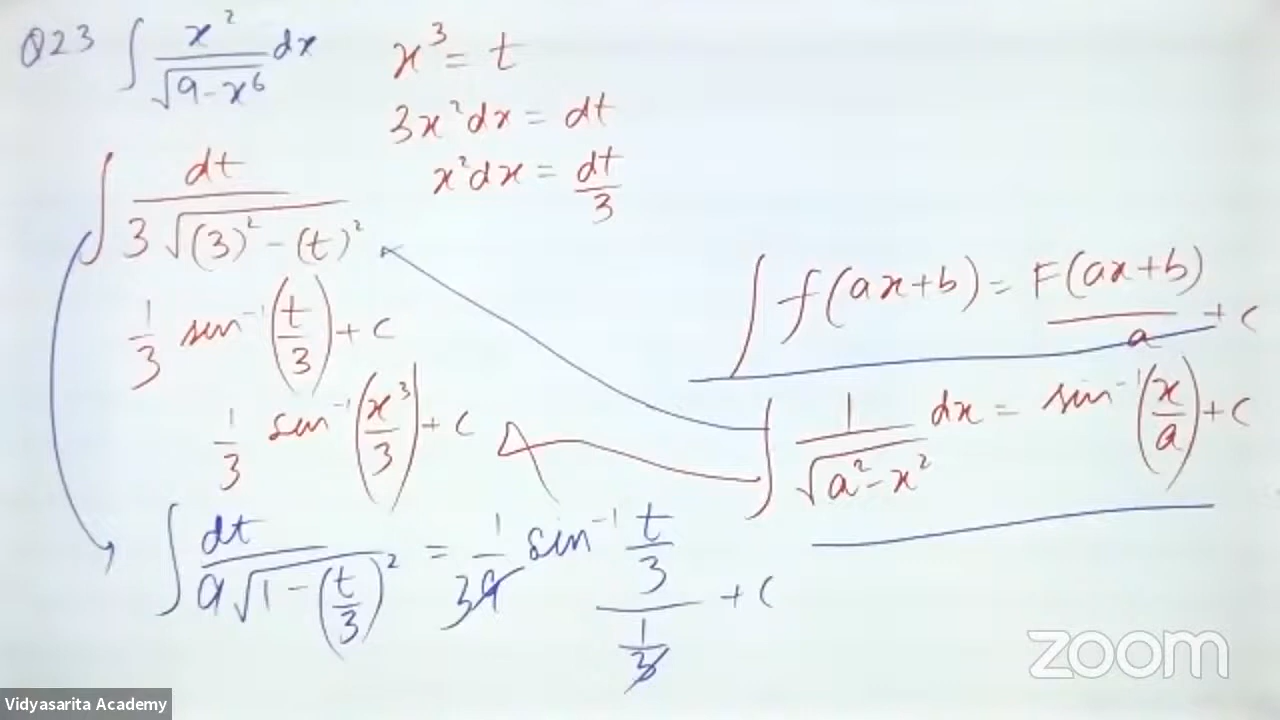 Q23 ∫ x²/√(9-x⁶) dx
x³ = t
3x²dx = dt
x²dx = dt/3
∫ dt/(3√((3)² - (t)²))
1/3 sin⁻¹(t/3) + c
1/3 sin⁻¹(x³/3) + c
∫ f(ax+b) = F(ax+b)/a + c
∫ 1/√(a²-x²) dx = sin⁻¹(x/a) + c
∫ dt/(9√(1-(t/3)²)) = 1/(3 9) (sin⁻¹ t/3)/(1/3) + c
zoom
Vidyasarita Academy